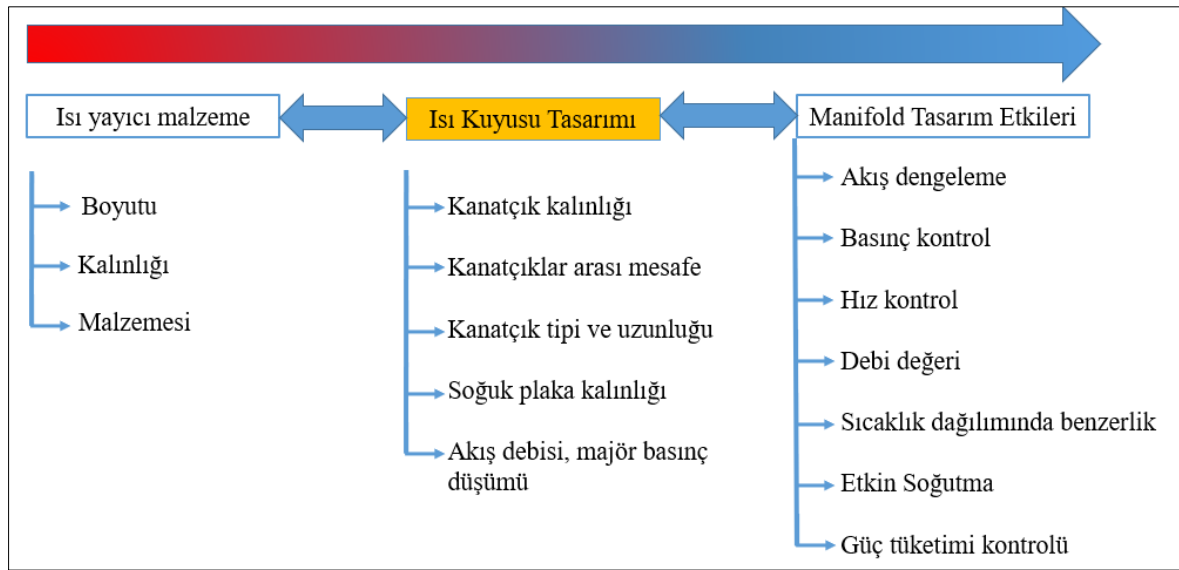 Isı yayıcı malzeme
Boyutu
Kalınlığı
Malzemesi
Isı Kuyusu Tasarımı
Kanatçık kalınlığı
Kanatçıklar arası mesafe
Kanatçık tipi ve uzunluğu
Soğuk plaka kalınlığı
Akış debisi, majör basınç
düşümü
Manifold Tasarım Etkileri
Akış dengeleme
Basınç kontrol
Hız kontrol
Debi değeri
Sıcaklık dağılımında benzerlik
Etkin Soğutma
Güç tüketimi kontrolü